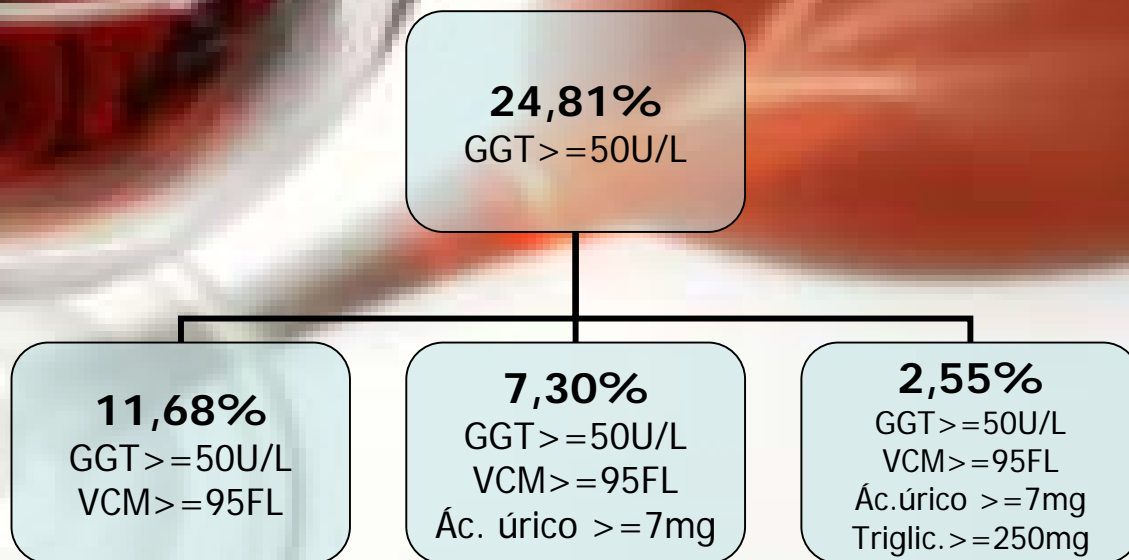 24,81%
GGT>=50U/L
11,68%
GGT>=50U/L
VCM>=95FL
7,30%
GGT>=50U/L
VCM>=95FL
Ác. úrico >=7mg
2,55%
GGT>=50U/L
VCM>=95FL
Ác.úrico >=7mg
Triglic.>=250mg